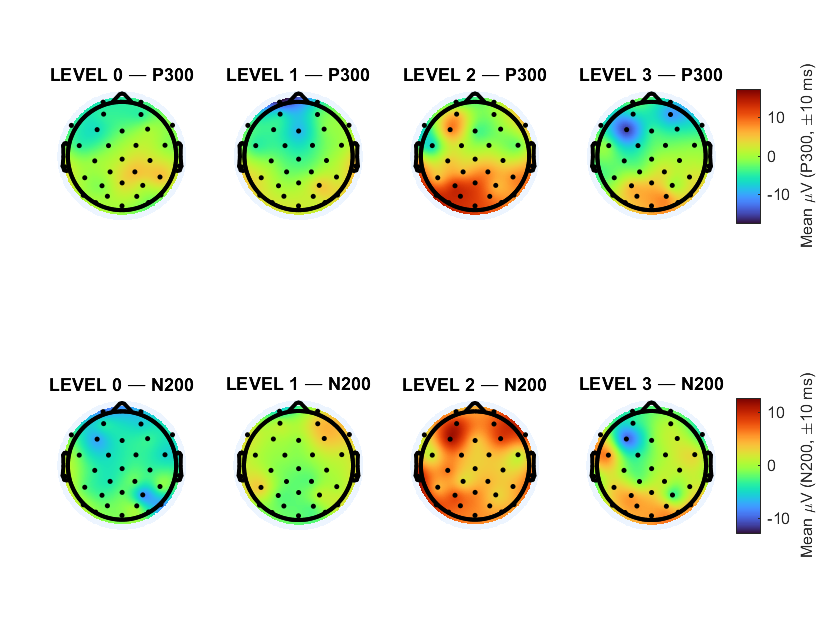 LEVEL 0 — P300
LEVEL 1 — P300
LEVEL 2 — P300
LEVEL 3 — P300
10
0
-10
Mean μV (P300, ±10 ms)
LEVEL 0 — N200
LEVEL 1 — N200
LEVEL 2 — N200
LEVEL 3 — N200
10
0
-10
Mean μV (N200, ±10 ms)